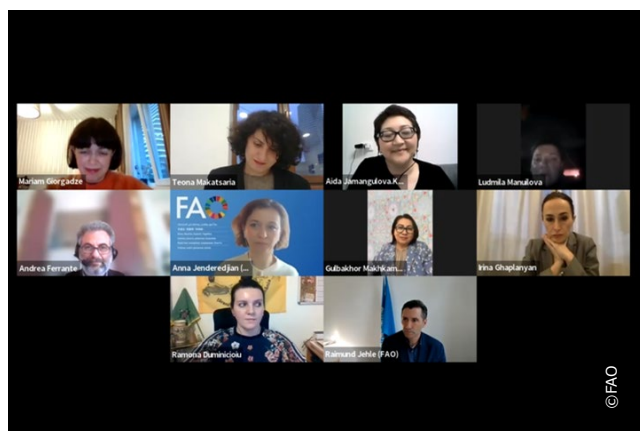 Mariam Giorgadze
Teona Makatsaria
Aida Jamangulova.K...
Ludmila Manuilova
FAO
Andrea Ferrante
Anna Jenderedjian (...
Gulbakhor Makhkam...
Irina Ghaplanyan
Ramona Duminicioiu
Raimund Jehle (FAO)
©FAO